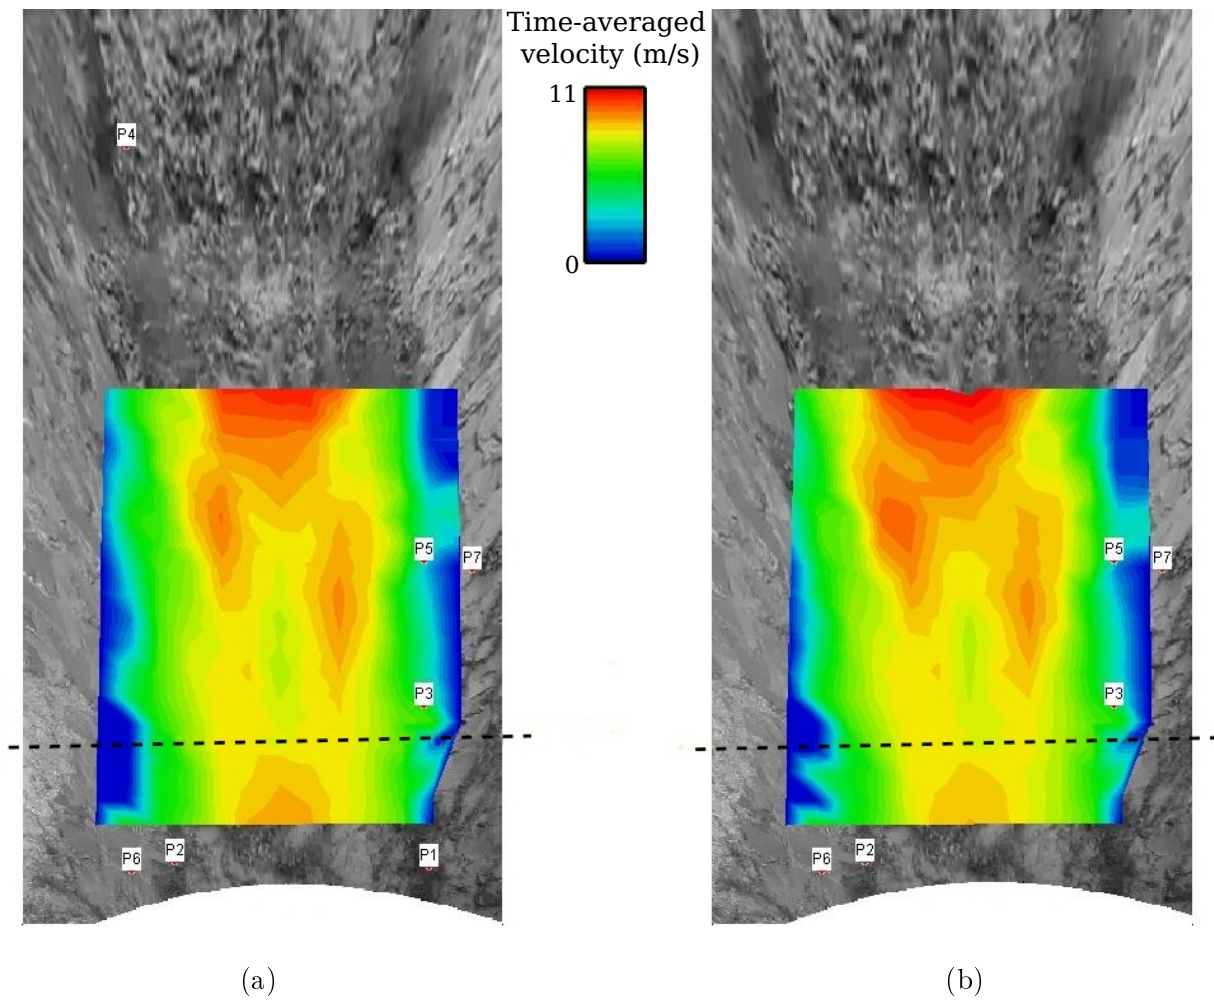 Time-averaged
velocity (m/s)
11
0
P4
P5
P7
P3
P6
P2
P1
P5
P7
P3
P6
P2
(a)
(b)